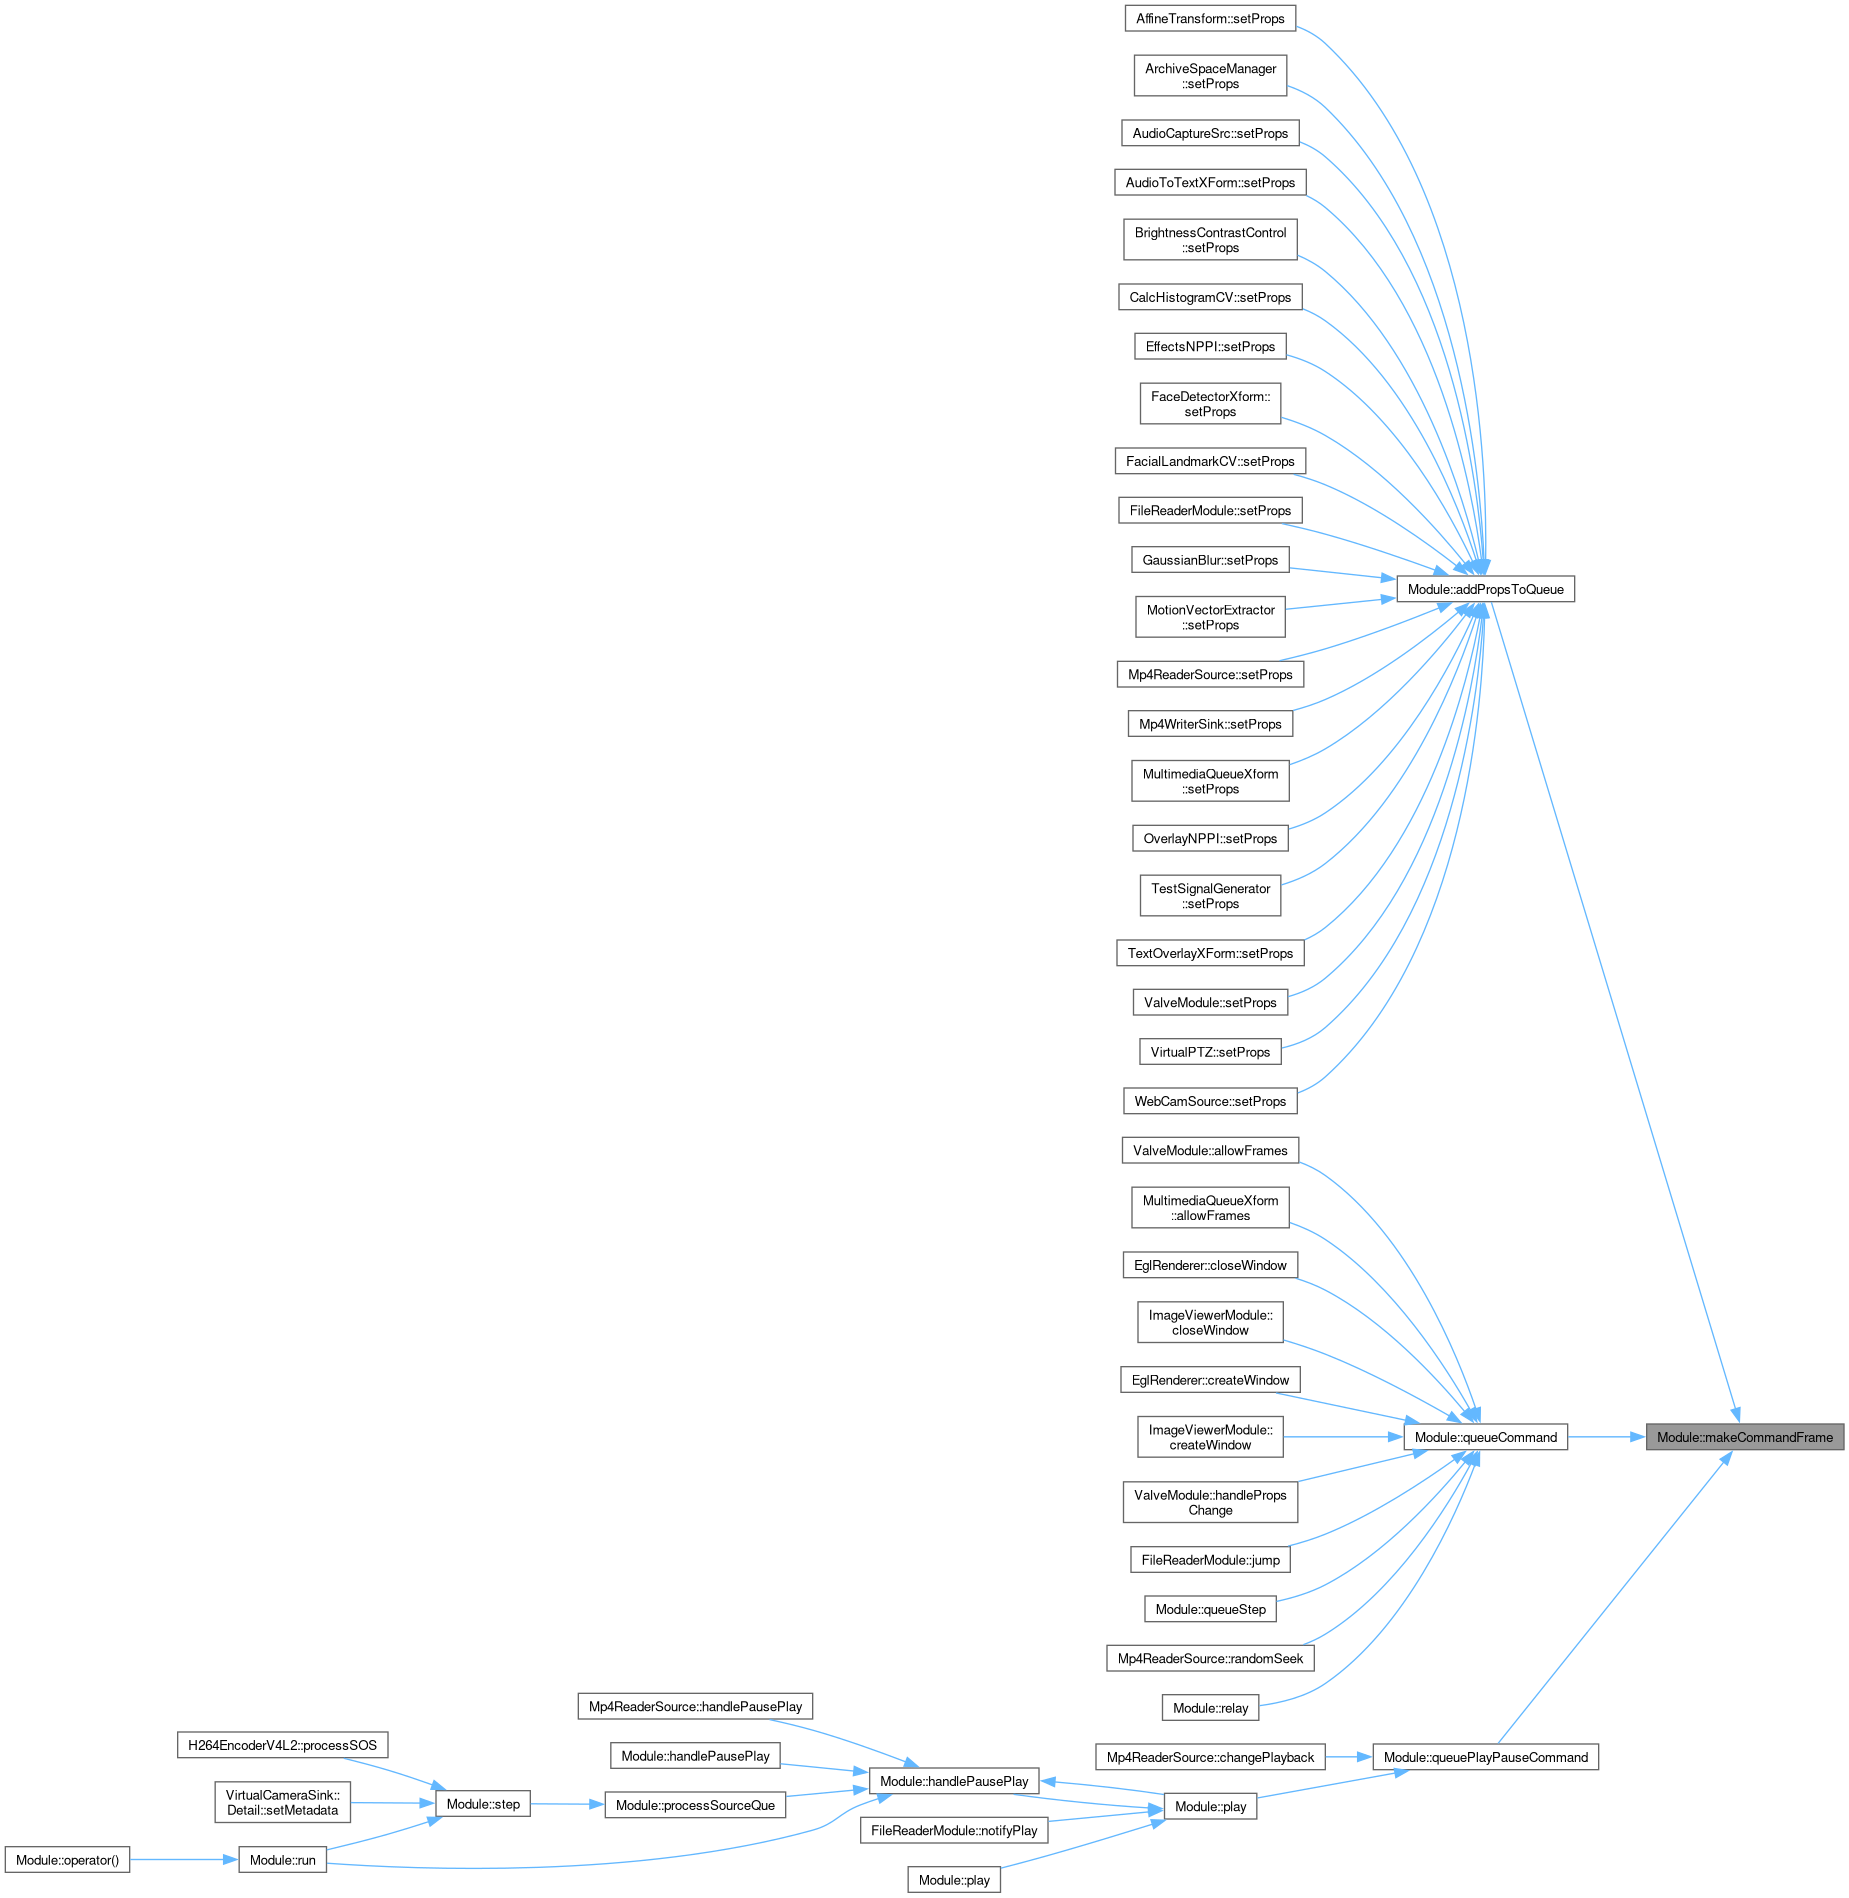 AffineTransform::setProps
ArchiveSpaceManager
::setProps
AudioCaptureSrc::setProps
AudioToTextXForm::setProps
BrightnessContrastControl
::setProps
CalcHistogramCV::setProps
EffectsNPPI::setProps
FaceDetectorXform::
setProps
FacialLandmarkCV::setProps
FileReaderModule::setProps
GaussianBlur::setProps
Module::addPropsToQueue
MotionVectorExtractor
::setProps
Mp4ReaderSource::setProps
Mp4WriterSink::setProps
MultimediaQueueXform
::setProps
OverlayNPPI::setProps
TestSignalGenerator
::setProps
TextOverlayXForm::setProps
ValveModule::setProps
VirtualPTZ::setProps
WebCamSource::setProps
ValveModule::allowFrames
MultimediaQueueXform
::allowFrames
EglRenderer::closeWindow
ImageViewerModule::
closeWindow
EglRenderer::createWindow
ImageViewerModule::
createWindow
Module::queueCommand
Module::makeCommandFrame
ValveModule::handleProps
Change
FileReaderModule::jump
Module::queueStep
Mp4ReaderSource::randomSeek
Module::relay
Mp4ReaderSource::handlePausePlay
H264EncoderV4L2::processSOS
Module::handlePausePlay
Mp4ReaderSource::changePlayback
Module::queuePlayPauseCommand
Module::handlePausePlay
VirtualCameraSink::
Detail::setMetadata
Module::step
Module::processSourceQue
Module::play
FileReaderModule::notifyPlay
Module::operator()
Module::run
Module::play